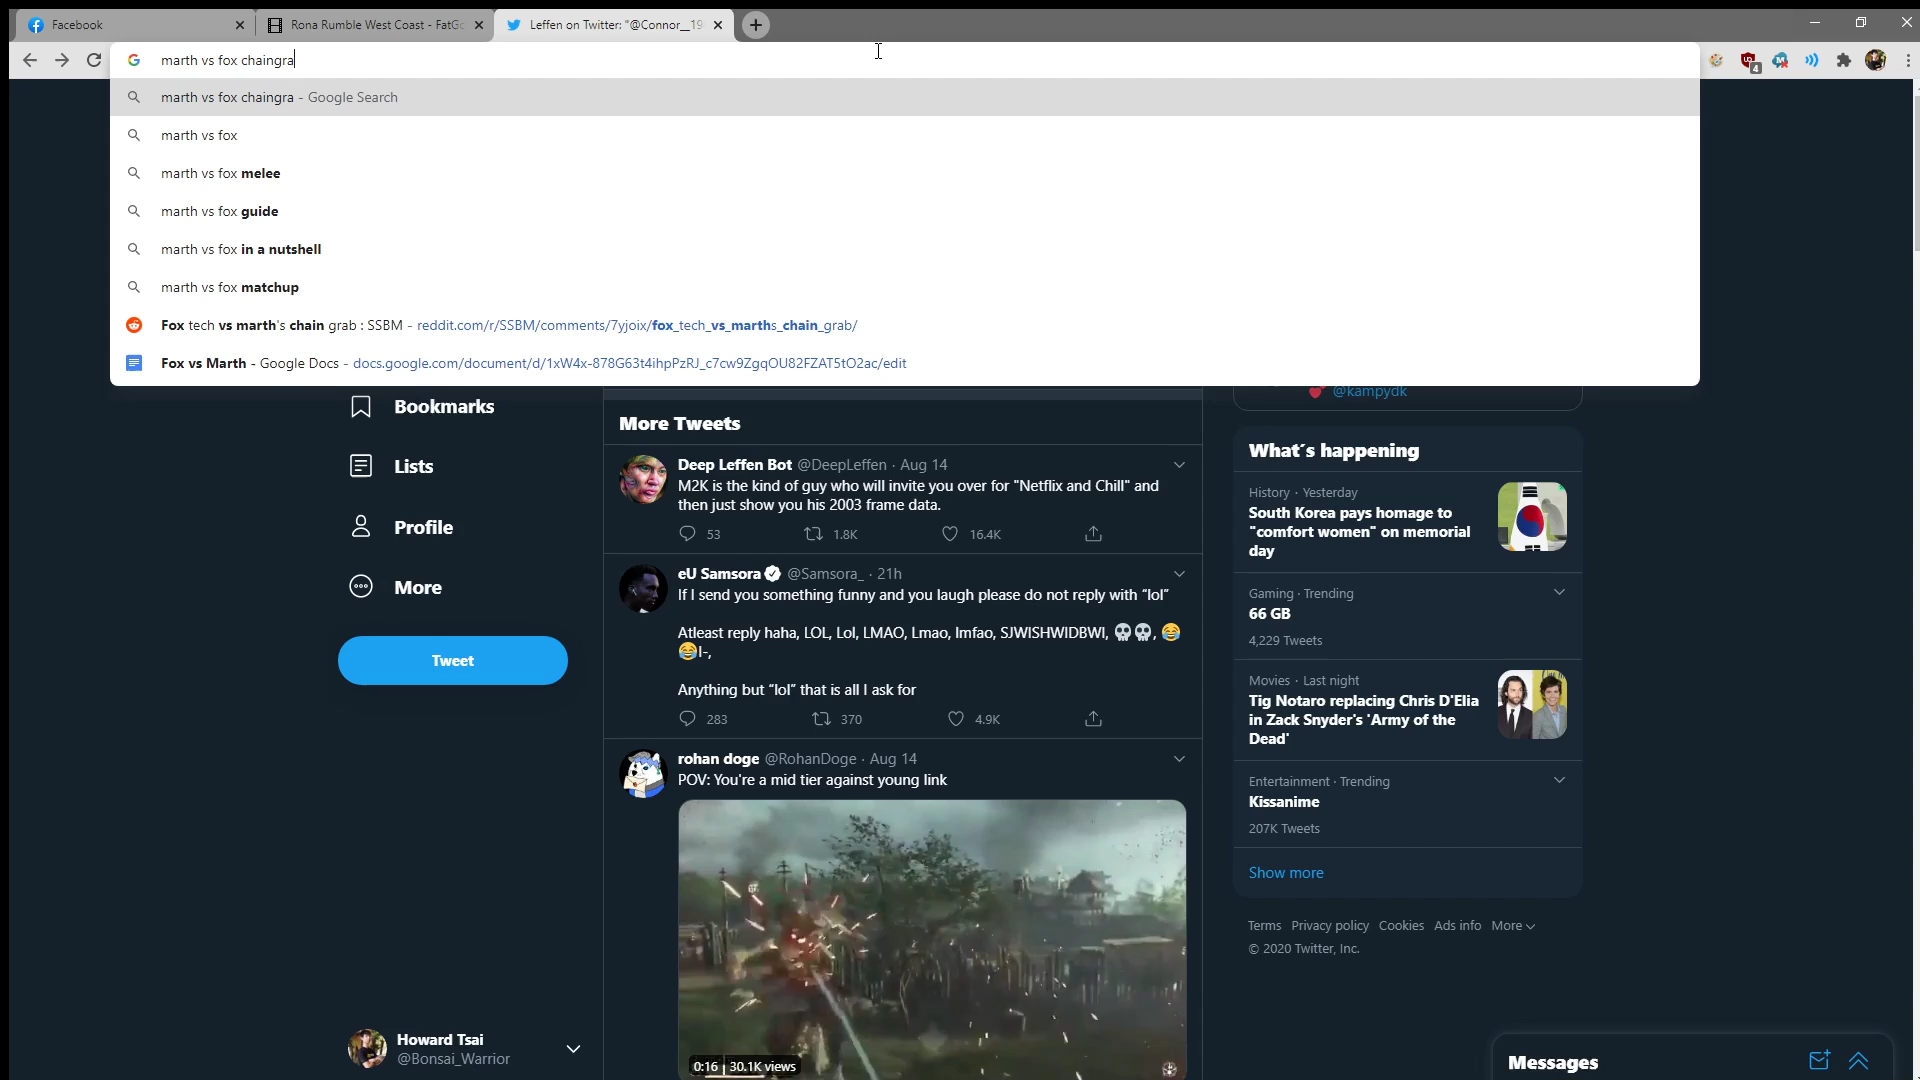 Facebook
Rona Rumble West Coast - FatG
Leffen on Twitter: "@Connor__19
marth vs fox chaingra
4
marth vs fox chaingra - Google Search
marth vs fox
marth vs fox melee
marth vs fox guide
marth vs fox in a nutshell
marth vs fox matchup
Fox tech vs marth's chain grab : SSBM - reddit.com/r/SSBM/comments/7yjoix/fox_tech_vs_marths_chain_grab/
Fox vs Marth - Google Docs - docs.google.com/document/d/1xW4x-878G63t4ihpPzRJ_c7cw9ZgqOU82FZAT5tO2ac/edit
@kampydk
Bookmarks
Lists
Profile
More
Tweet
Howard Tsai
@Bonsai_Warrior
More Tweets
Deep Leffen Bot @DeepLeffen · Aug 14
M2K is the kind of guy who will invite you over for "Netflix and Chill" and
then just show you his 2003 frame data.
53 1.8K 16.4K
eU Samsora @Samsora_ · 21h
If I send you something funny and you laugh please do not reply with “lol”
Atleast reply haha, LOL, Lol, LMAO, Lmao, lmfao, SJWISHWIDBWI, 💀💀, 😂
😂I-,
Anything but “lol” that is all I ask for
283 370 4.9K
rohan doge @RohanDoge · Aug 14
POV: You're a mid tier against young link
0:16 | 30.1K views
What's happening
History · Yesterday
South Korea pays homage to
"comfort women" on memorial
day
Gaming · Trending
66 GB
4,229 Tweets
Movies · Last night
Tig Notaro replacing Chris D'Elia
in Zack Snyder's 'Army of the
Dead'
Entertainment · Trending
Kissanime
207K Tweets
Show more
Terms Privacy policy Cookies Ads info More
© 2020 Twitter, Inc.
Messages